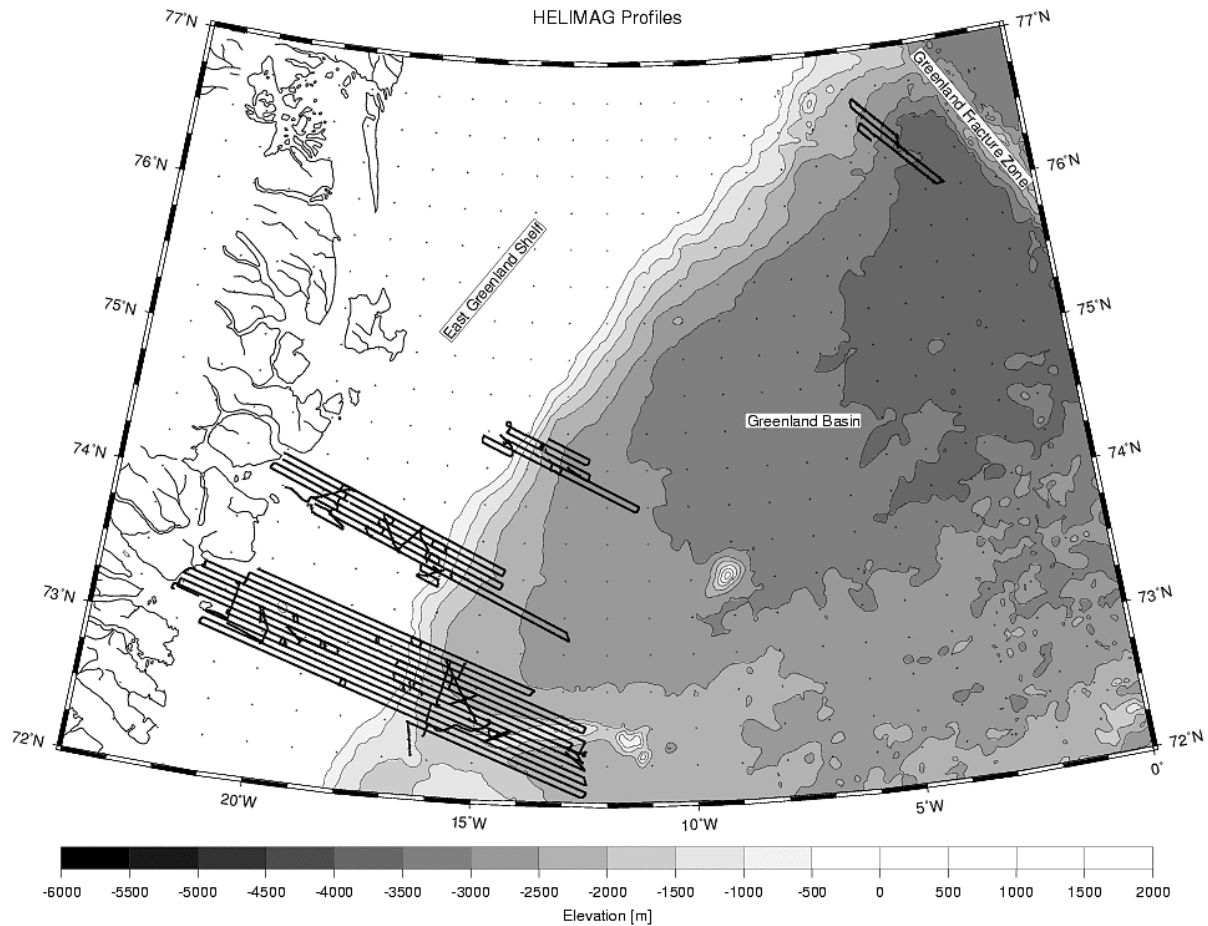 HELIMAG Profiles
77˚N
77˚N
Greenland Fracture Zone
76˚N
76˚N
East Greenland Shelf
75˚N
75˚N
Greenland Basin
74˚N
74˚N
73˚N
73˚N
72˚N
72˚N
20˚W
15˚W
10˚W
5˚W
0˚
-6000 -5500 -5000 -4500 -4000 -3500 -3000 -2500 -2000 -1500 -1000 -500 0 500 1000 1500 2000
Elevation [m]